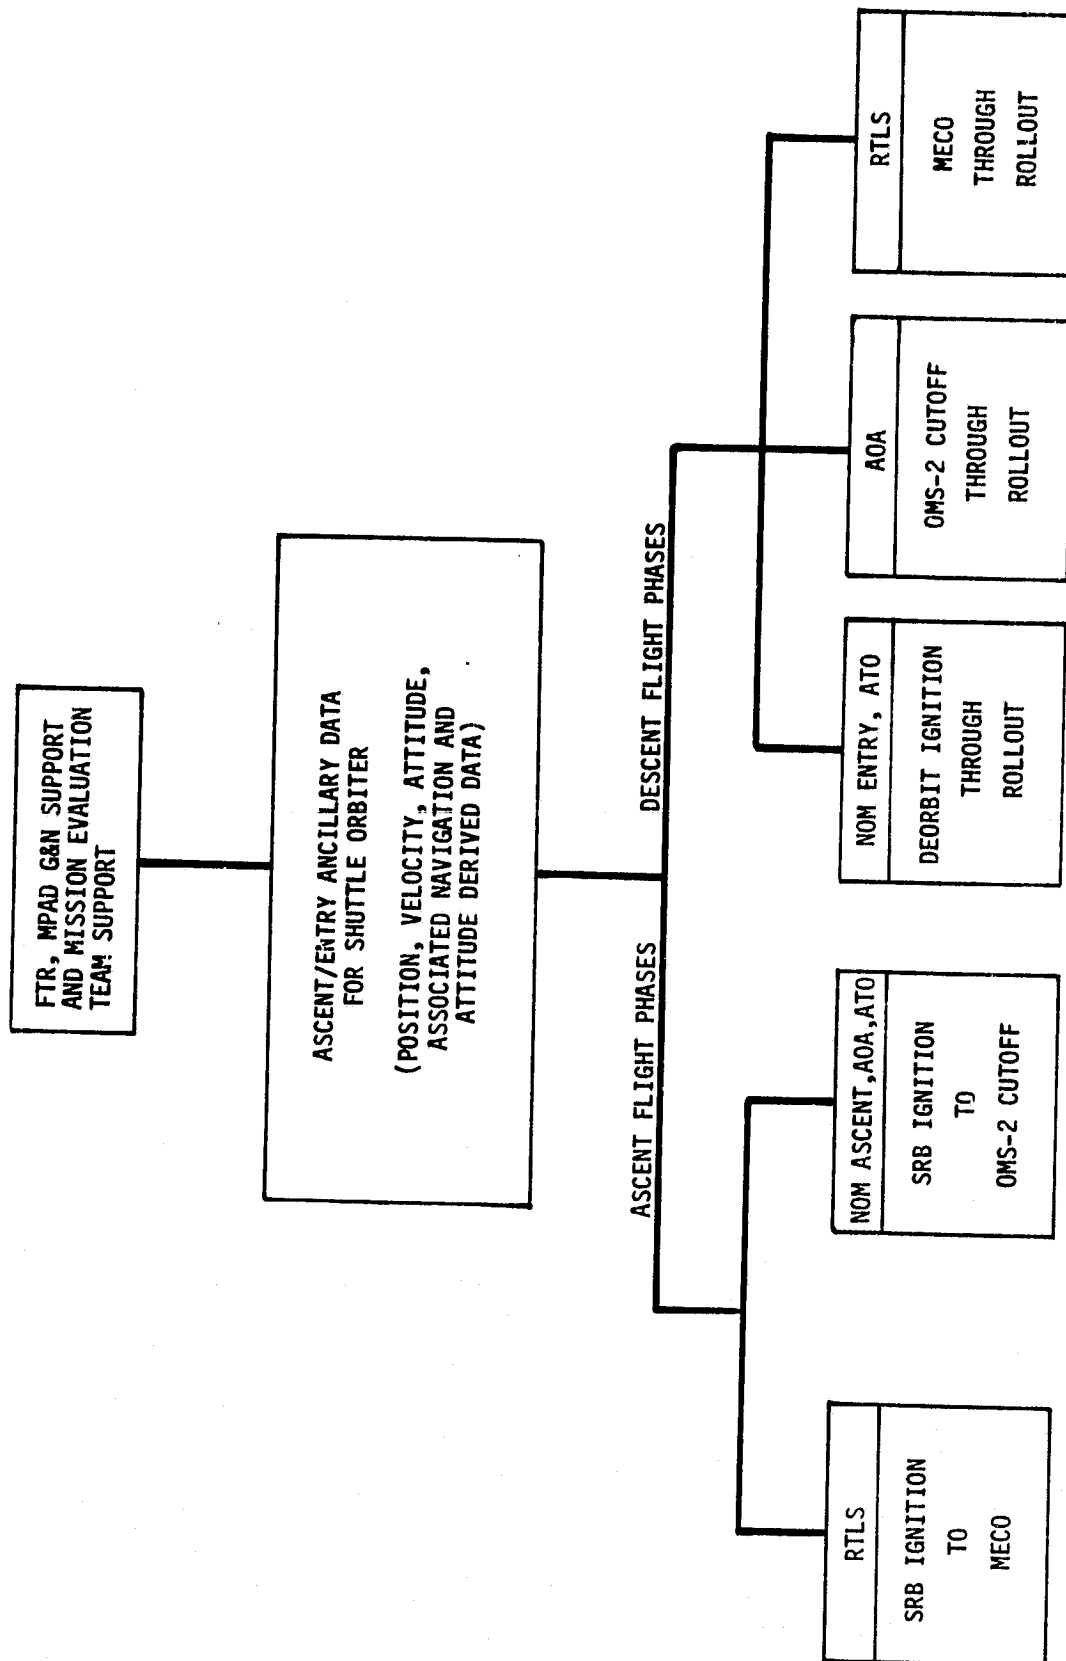 FTR, MPAD G&N SUPPORT
AND MISSION EVALUATION
TEAM SUPPORT
ASCENT/ENTRY ANCILLARY DATA
FOR SHUTTLE ORBITER
(POSITION, VELOCITY, ATTITUDE,
ASSOCIATED NAVIGATION AND
ATTITUDE DERIVED DATA)
ASCENT FLIGHT PHASES
DESCENT FLIGHT PHASES
RTLS
SRB IGNITION
TO
MECO
NOM ASCENT,AOA,ATO
SRB IGNITION
TO
OMS-2 CUTOFF
NOM ENTRY, ATO
DEORBIT IGNITION
THROUGH
ROLLOUT
AOA
OMS-2 CUTOFF
THROUGH
ROLLOUT
RTLS
MECO
THROUGH
ROLLOUT